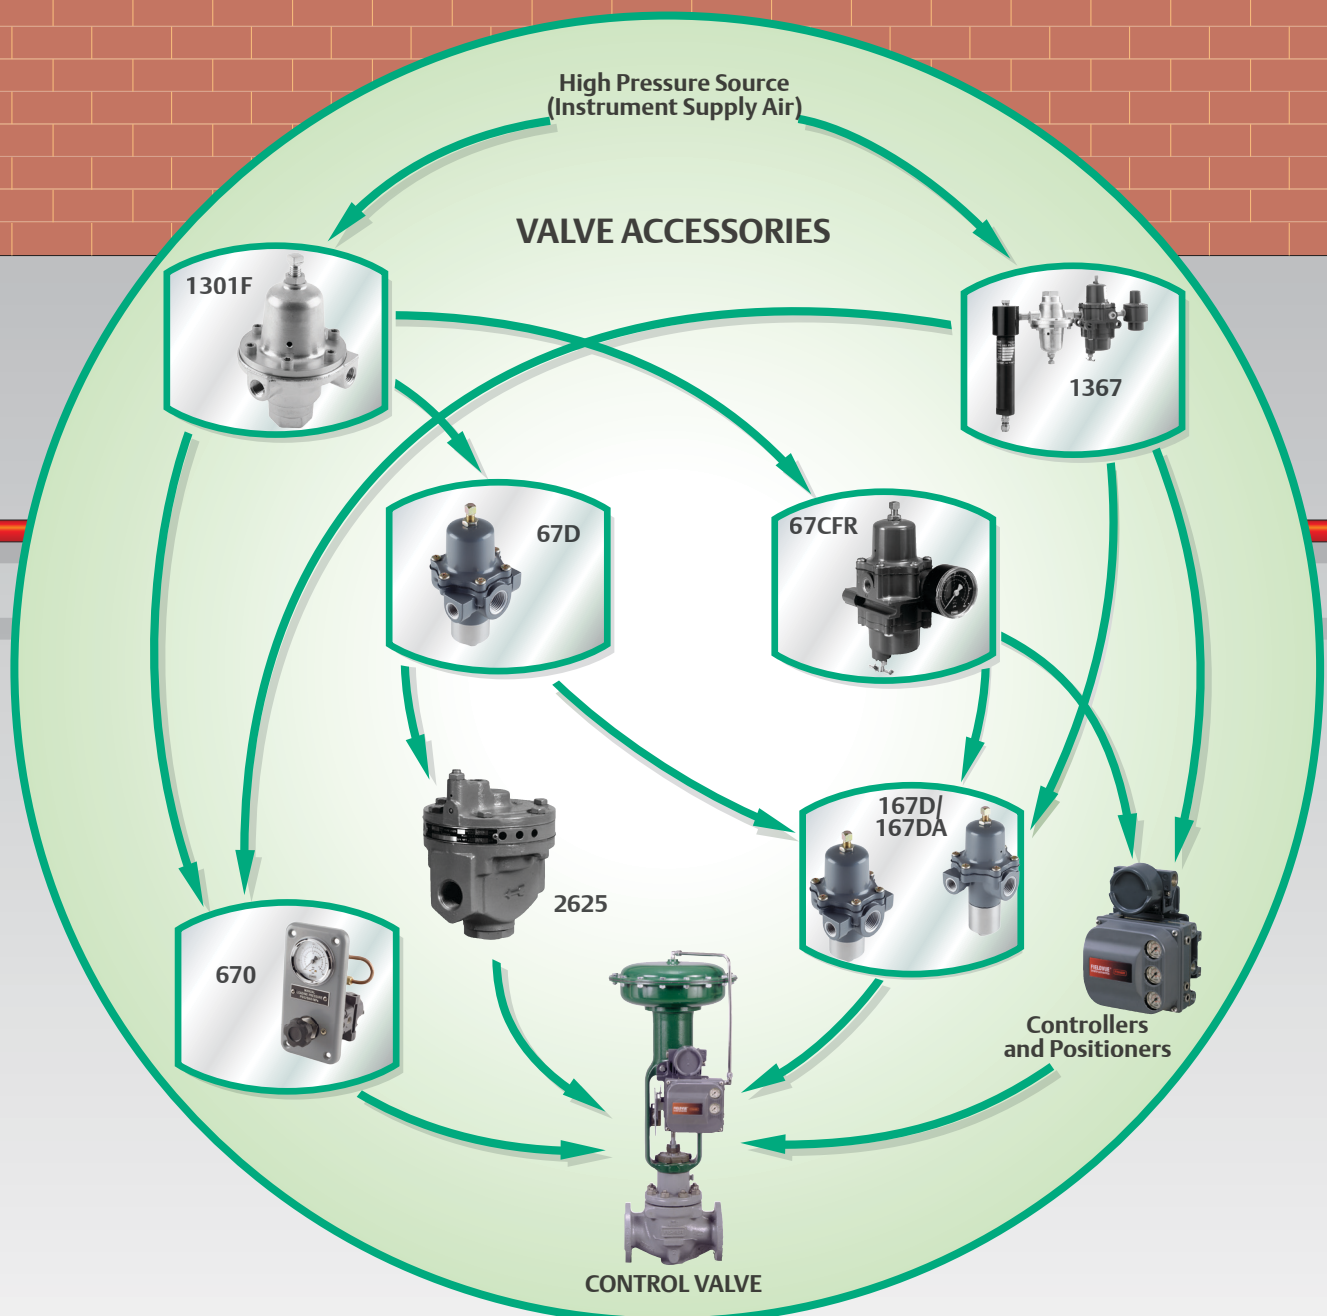 High Pressure Source
(Instrument Supply Air)
VALVE ACCESSORIES
1301F
1367
67D
67CFR
167D/
167DA
2625
670
Controllers
and Positioners
CONTROL VALVE